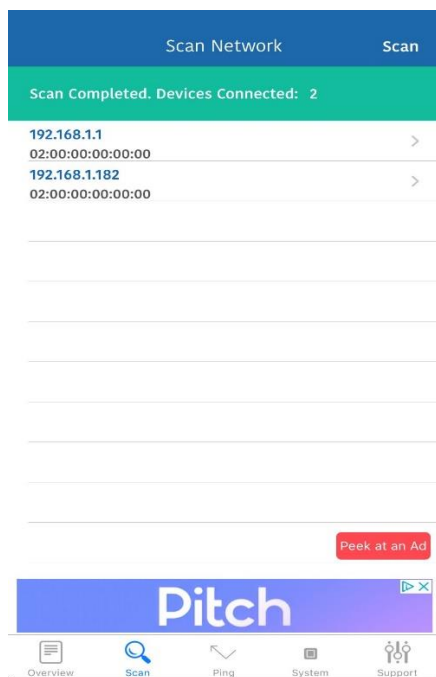 Scan Network
Scan
Scan Completed. Devices Connected: 2
192.168.1.1
02:00:00:00:00:00
192.168.1.182
02:00:00:00:00:00
Peek at an Ad
Pitch
Overview Scan Ping System Support